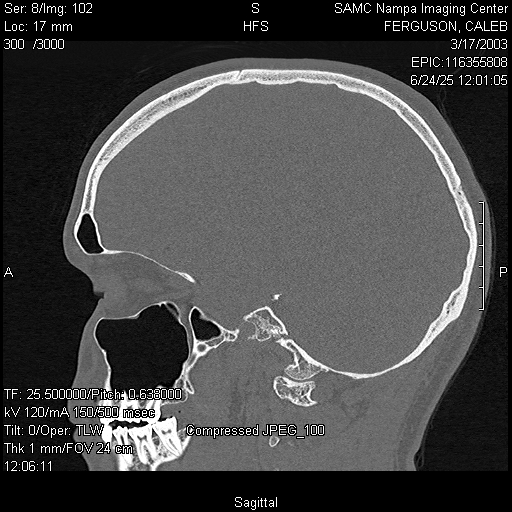 Ser: 8/Img: 102
Loc: 17 mm
300 /3000
S
HFS
SAMC Nampa Imaging Center
FERGUSON, CALEB
3/17/2003
EPIC:116355808
6/24/25 12:01:05
A
P
TF: 25.500000/Pitch: 0.638000
kV 120/mA 150/500 msec
Tilt: 0/Oper: TLW
Compressed JPEG_100
Thk 1 mm/FOV 24 cm
12:06:11
Sagittal